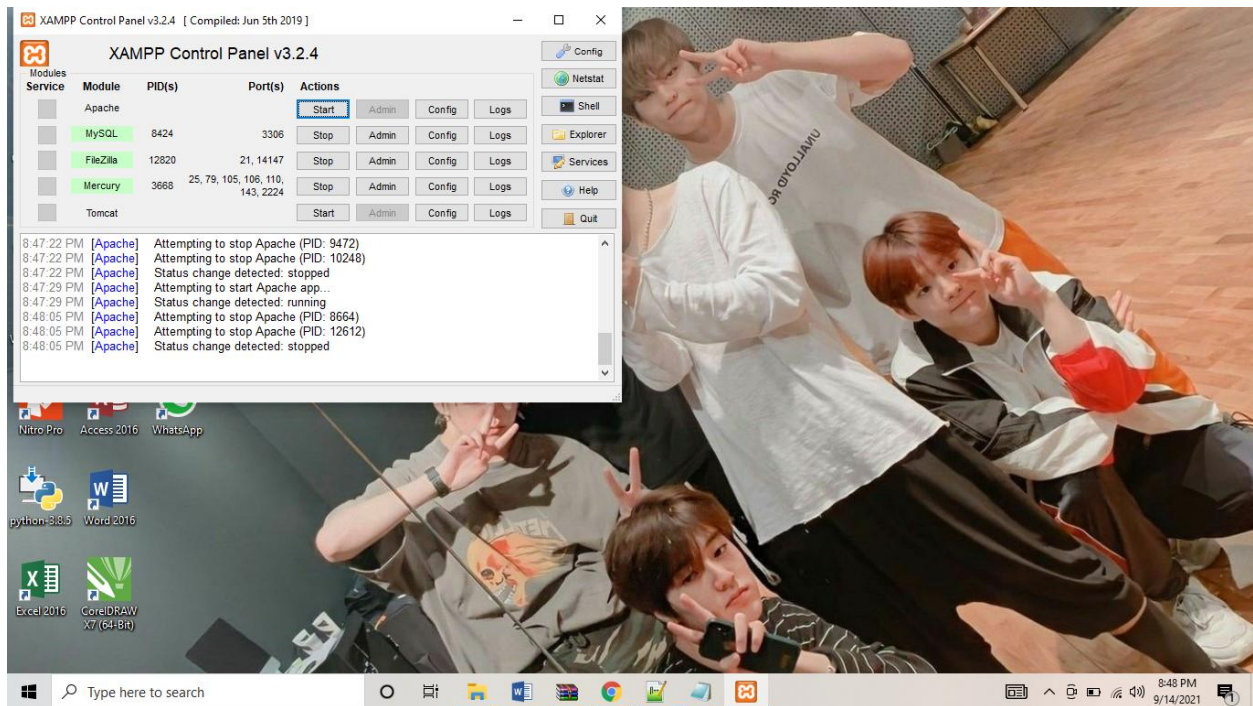 XAMPP Control Panel v3.2.4 [ Compiled: Jun 5th 2019 ]
XAMPP Control Panel v3.2.4
Config
Modules
Service Module PID(s) Port(s) Actions
Netstat
Apache Start Admin Config Logs
Shell
MySQL 8424 3306 Stop Admin Config Logs
Explorer
FileZilla 12820 21, 14147 Stop Admin Config Logs
Services
Mercury 3668 25, 79, 105, 106, 110, 143, 2224 Stop Admin Config Logs
Help
Tomcat Start Admin Config Logs
Quit
8:47:22 PM [Apache] Attempting to stop Apache (PID: 9472)
8:47:22 PM [Apache] Attempting to stop Apache (PID: 10248)
8:47:22 PM [Apache] Status change detected: stopped
8:47:29 PM [Apache] Attempting to start Apache app...
8:47:29 PM [Apache] Status change detected: running
8:48:05 PM [Apache] Attempting to stop Apache (PID: 8664)
8:48:05 PM [Apache] Attempting to stop Apache (PID: 12612)
8:48:05 PM [Apache] Status change detected: stopped
Nitro Pro Access 2016 WhatsApp
python-3.8.5 Word 2016
Excel 2016 CorelDRAW
X7 (64-Bit)
Type here to search
8:48 PM
9/14/2021
1